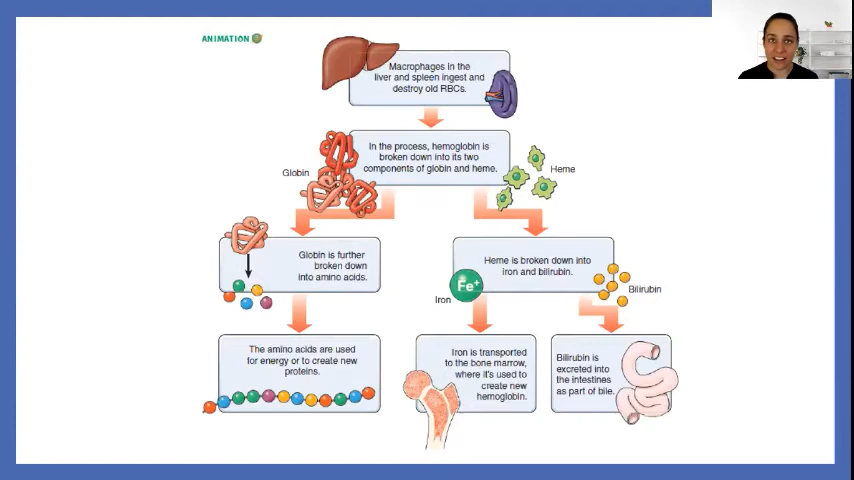 ANIMATION
Macrophages in the
liver and spleen ingest and
destroy old RBCs.
In the process, hemoglobin is
broken down into its two
components of globin and heme.
Globin
Heme
Globin is further
broken down
into amino acids.
Heme is broken down into
iron and bilirubin.
Fe+
Iron
Bilirubin
The amino acids are used
for energy or to create new
proteins.
Iron is transported
to the bone marrow,
where it's used to
create new
hemoglobin.
Bilirubin is
excreted into
the intestines
as part of bile.